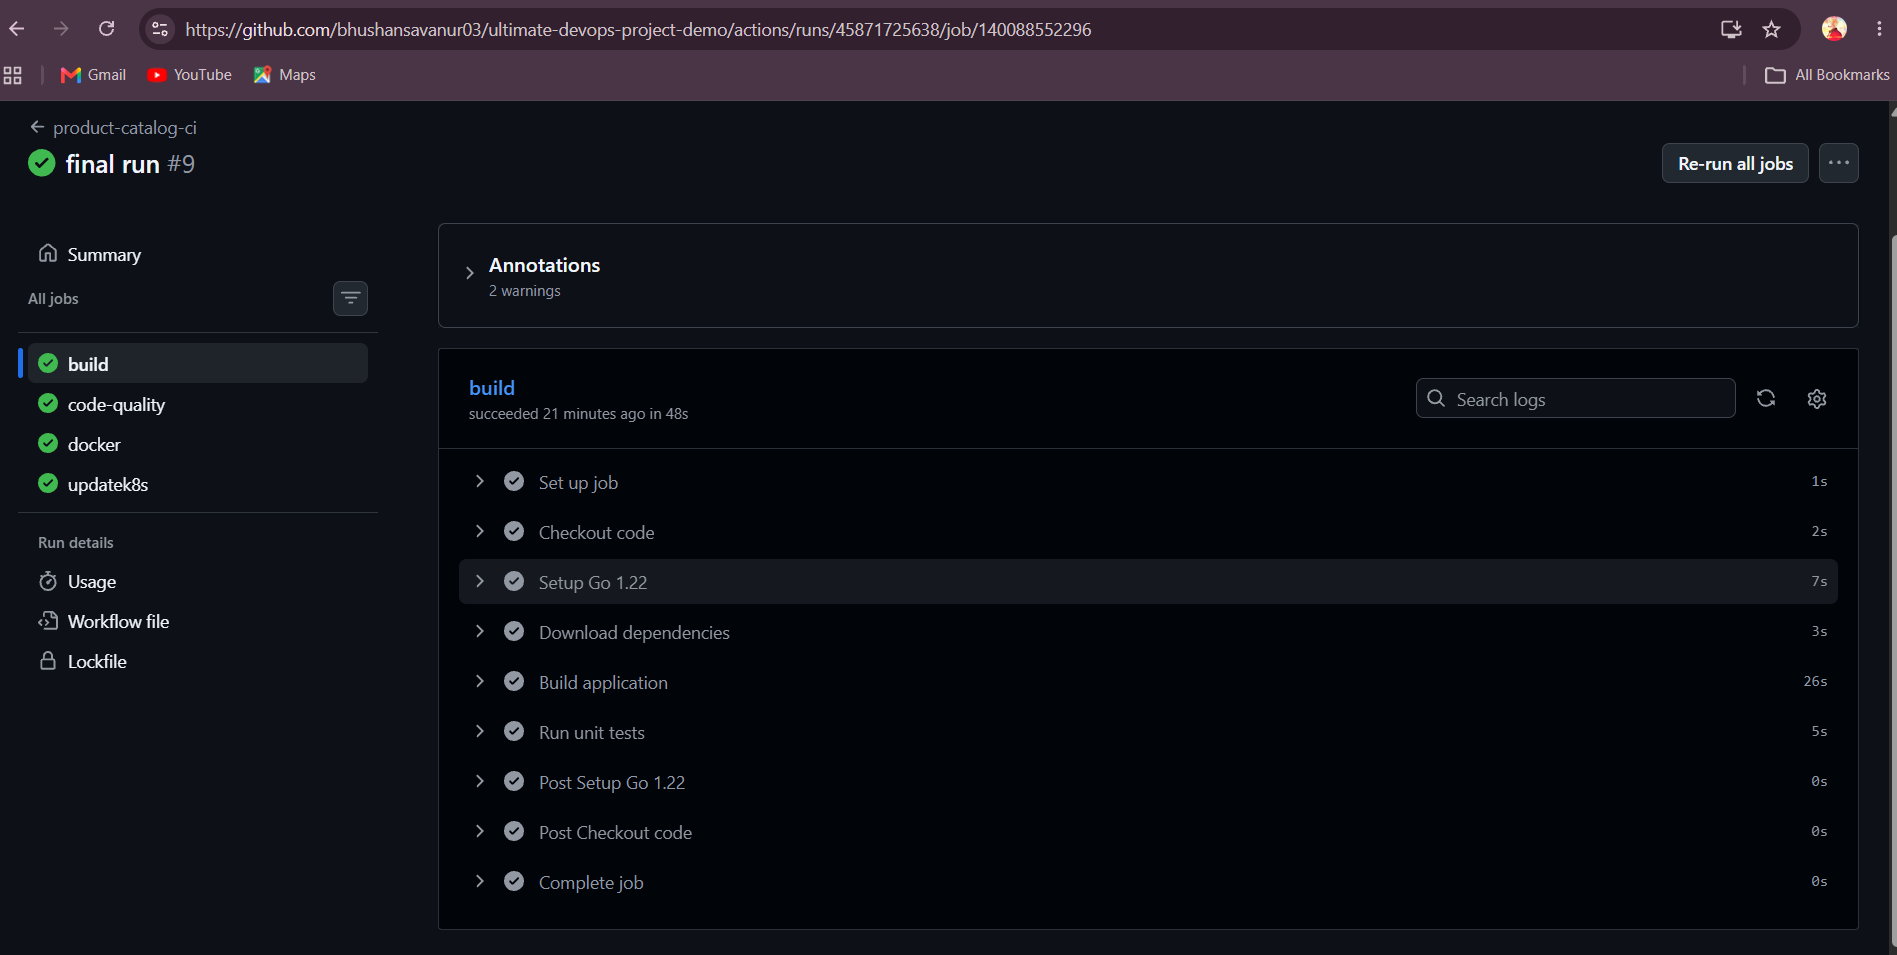 https://github.com/bhushansavanur03/ultimate-devops-project-demo/actions/runs/45871725638/job/140088552296
Gmail YouTube Maps All Bookmarks
product-catalog-ci
final run #9
Re-run all jobs
Summary
All jobs
build
code-quality
docker
updatek8s
Run details
Usage
Workflow file
Lockfile
Annotations
2 warnings
build
succeeded 21 minutes ago in 48s
Search logs
Set up job 1s
Checkout code 2s
Setup Go 1.22 7s
Download dependencies 3s
Build application 26s
Run unit tests 5s
Post Setup Go 1.22 0s
Post Checkout code 0s
Complete job 0s